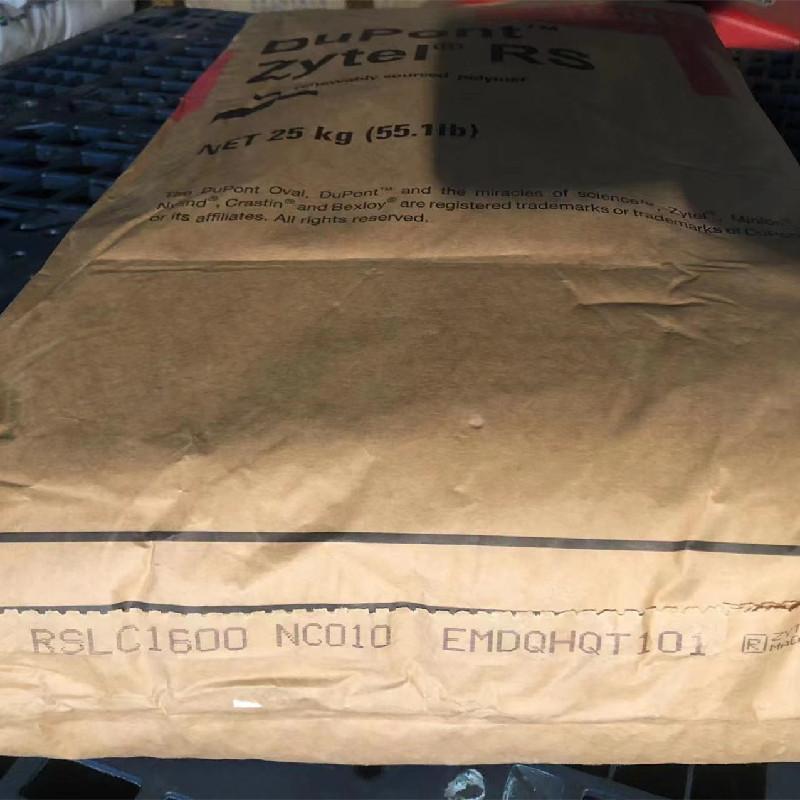 DuPont™
Zytel® RS
renewably sourced polymer
NET 25 kg (55.1lb)
The DuPont Oval, DuPont™ and the miracles of science™, Zytel®, Minlon®
, Crastin® and Bexloy® are registered trademarks or trademarks of DuPont
or its affiliates. All rights reserved.
RSLC1600 NC010 EMDQHQT101 R